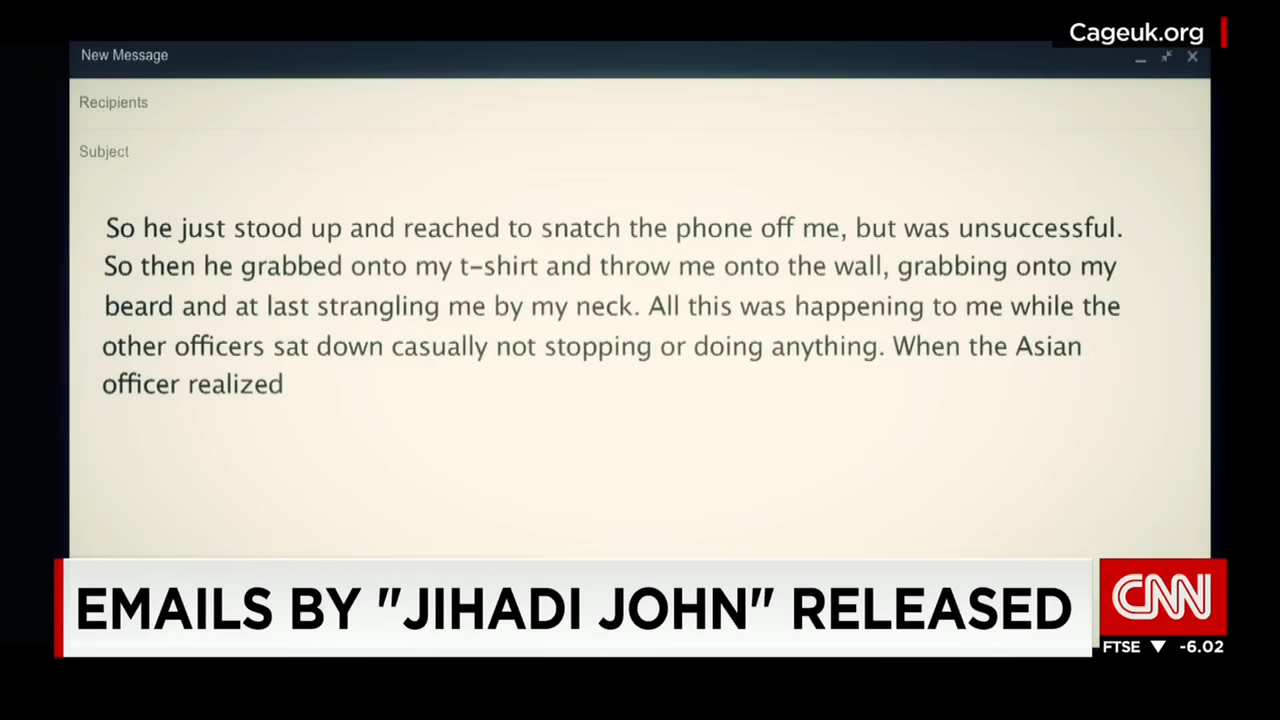 Cageuk.org
New Message
Recipients
Subject
So he just stood up and reached to snatch the phone off me, but was unsuccessful.
So then he grabbed onto my t-shirt and throw me onto the wall, grabbing onto my
beard and at last strangling me by my neck. All this was happening to me while the
other officers sat down casually not stopping or doing anything. When the Asian
officer realized
EMAILS BY "JIHADI JOHN" RELEASED
CNN
FTSE ▼ -6.02